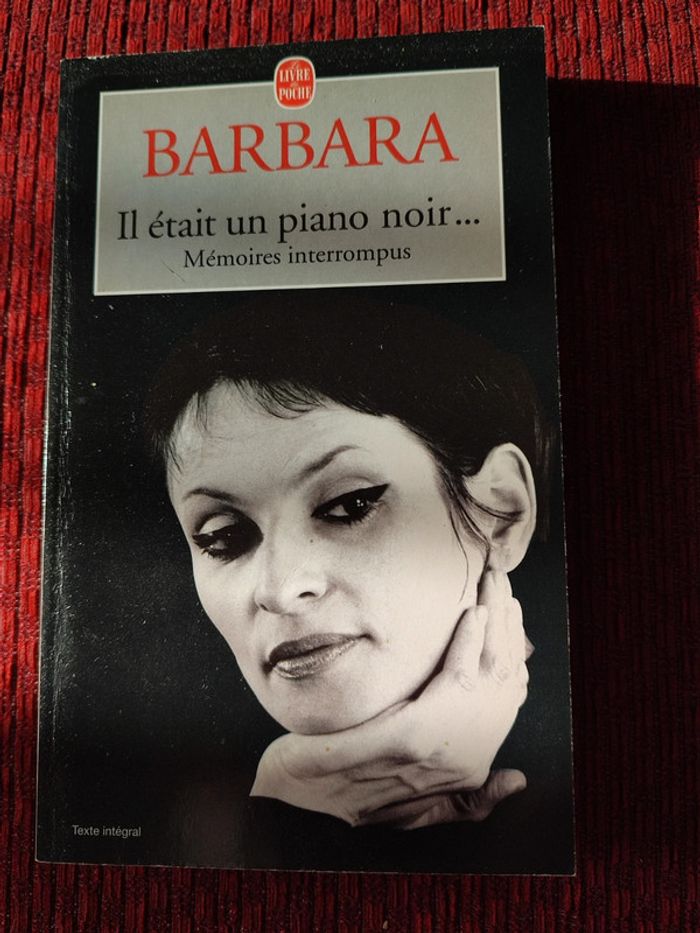 LE
LIVRE
de
POCHE
BARBARA
Il était un piano noir...
Mémoires interrompus
Texte intégral